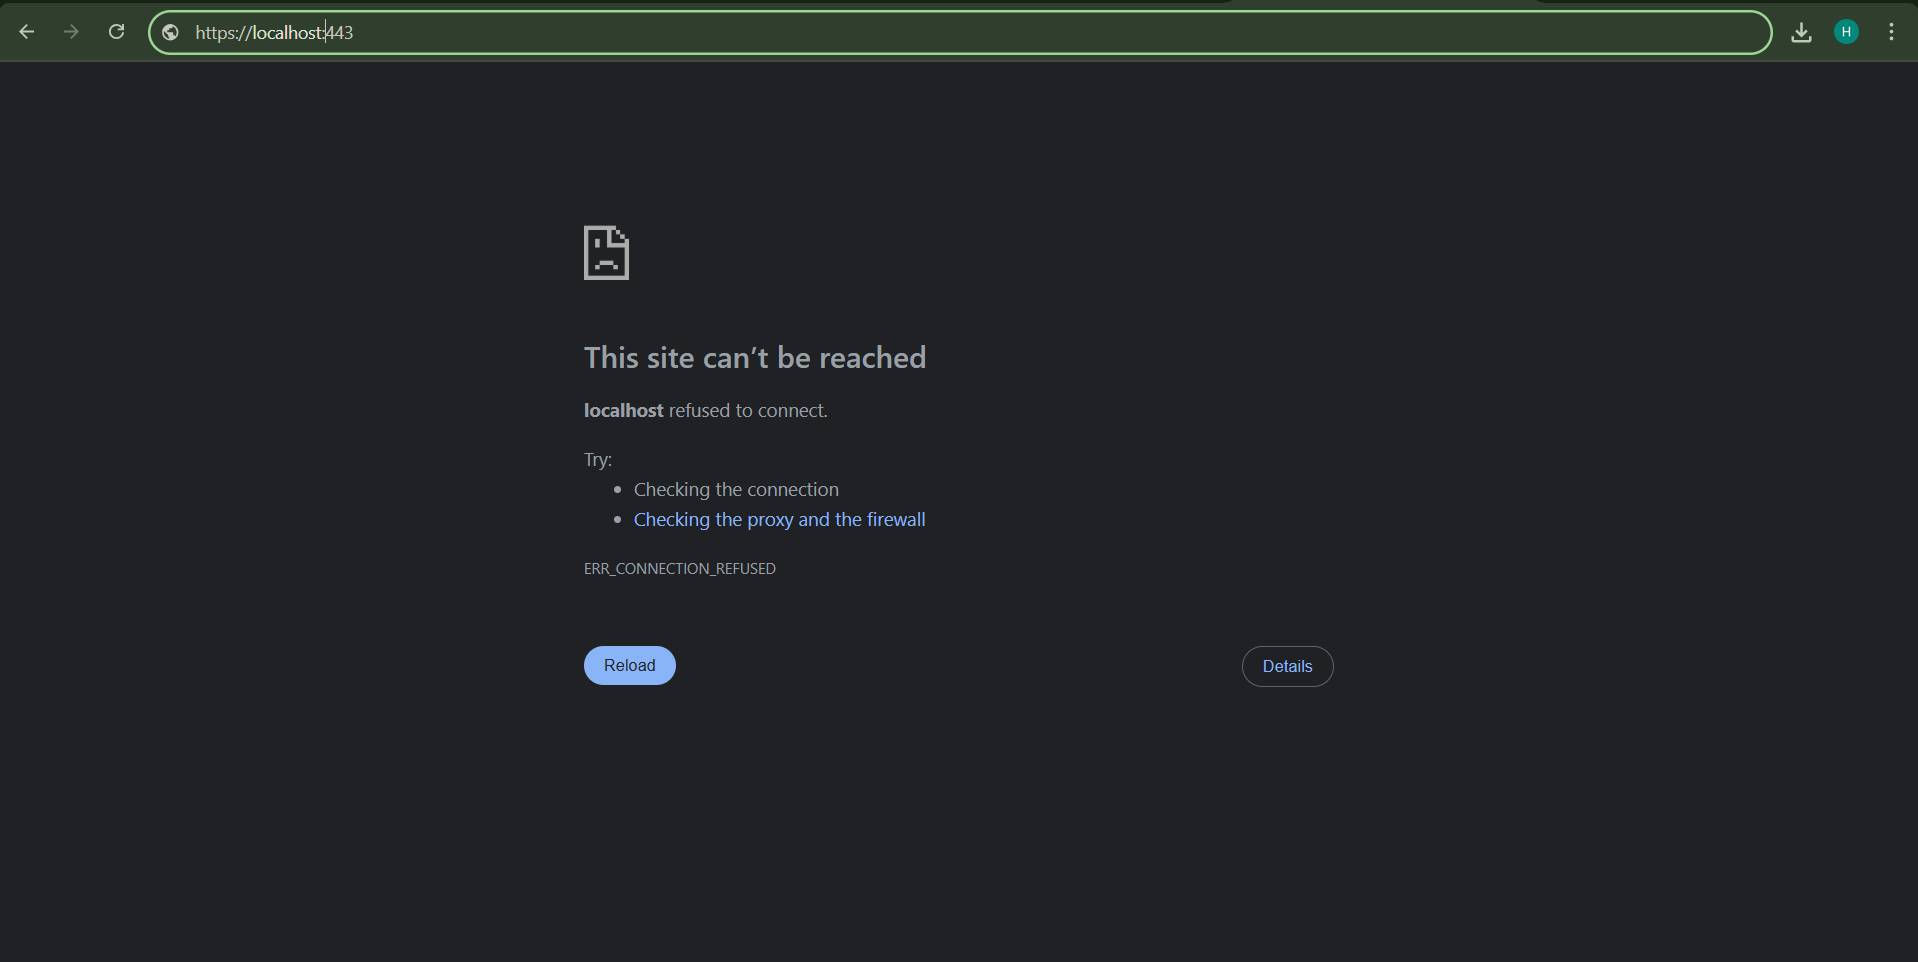 https://localhost:443
H
This site can’t be reached
localhost refused to connect.
Try:
Checking the connection
Checking the proxy and the firewall
ERR_CONNECTION_REFUSED
Reload
Details